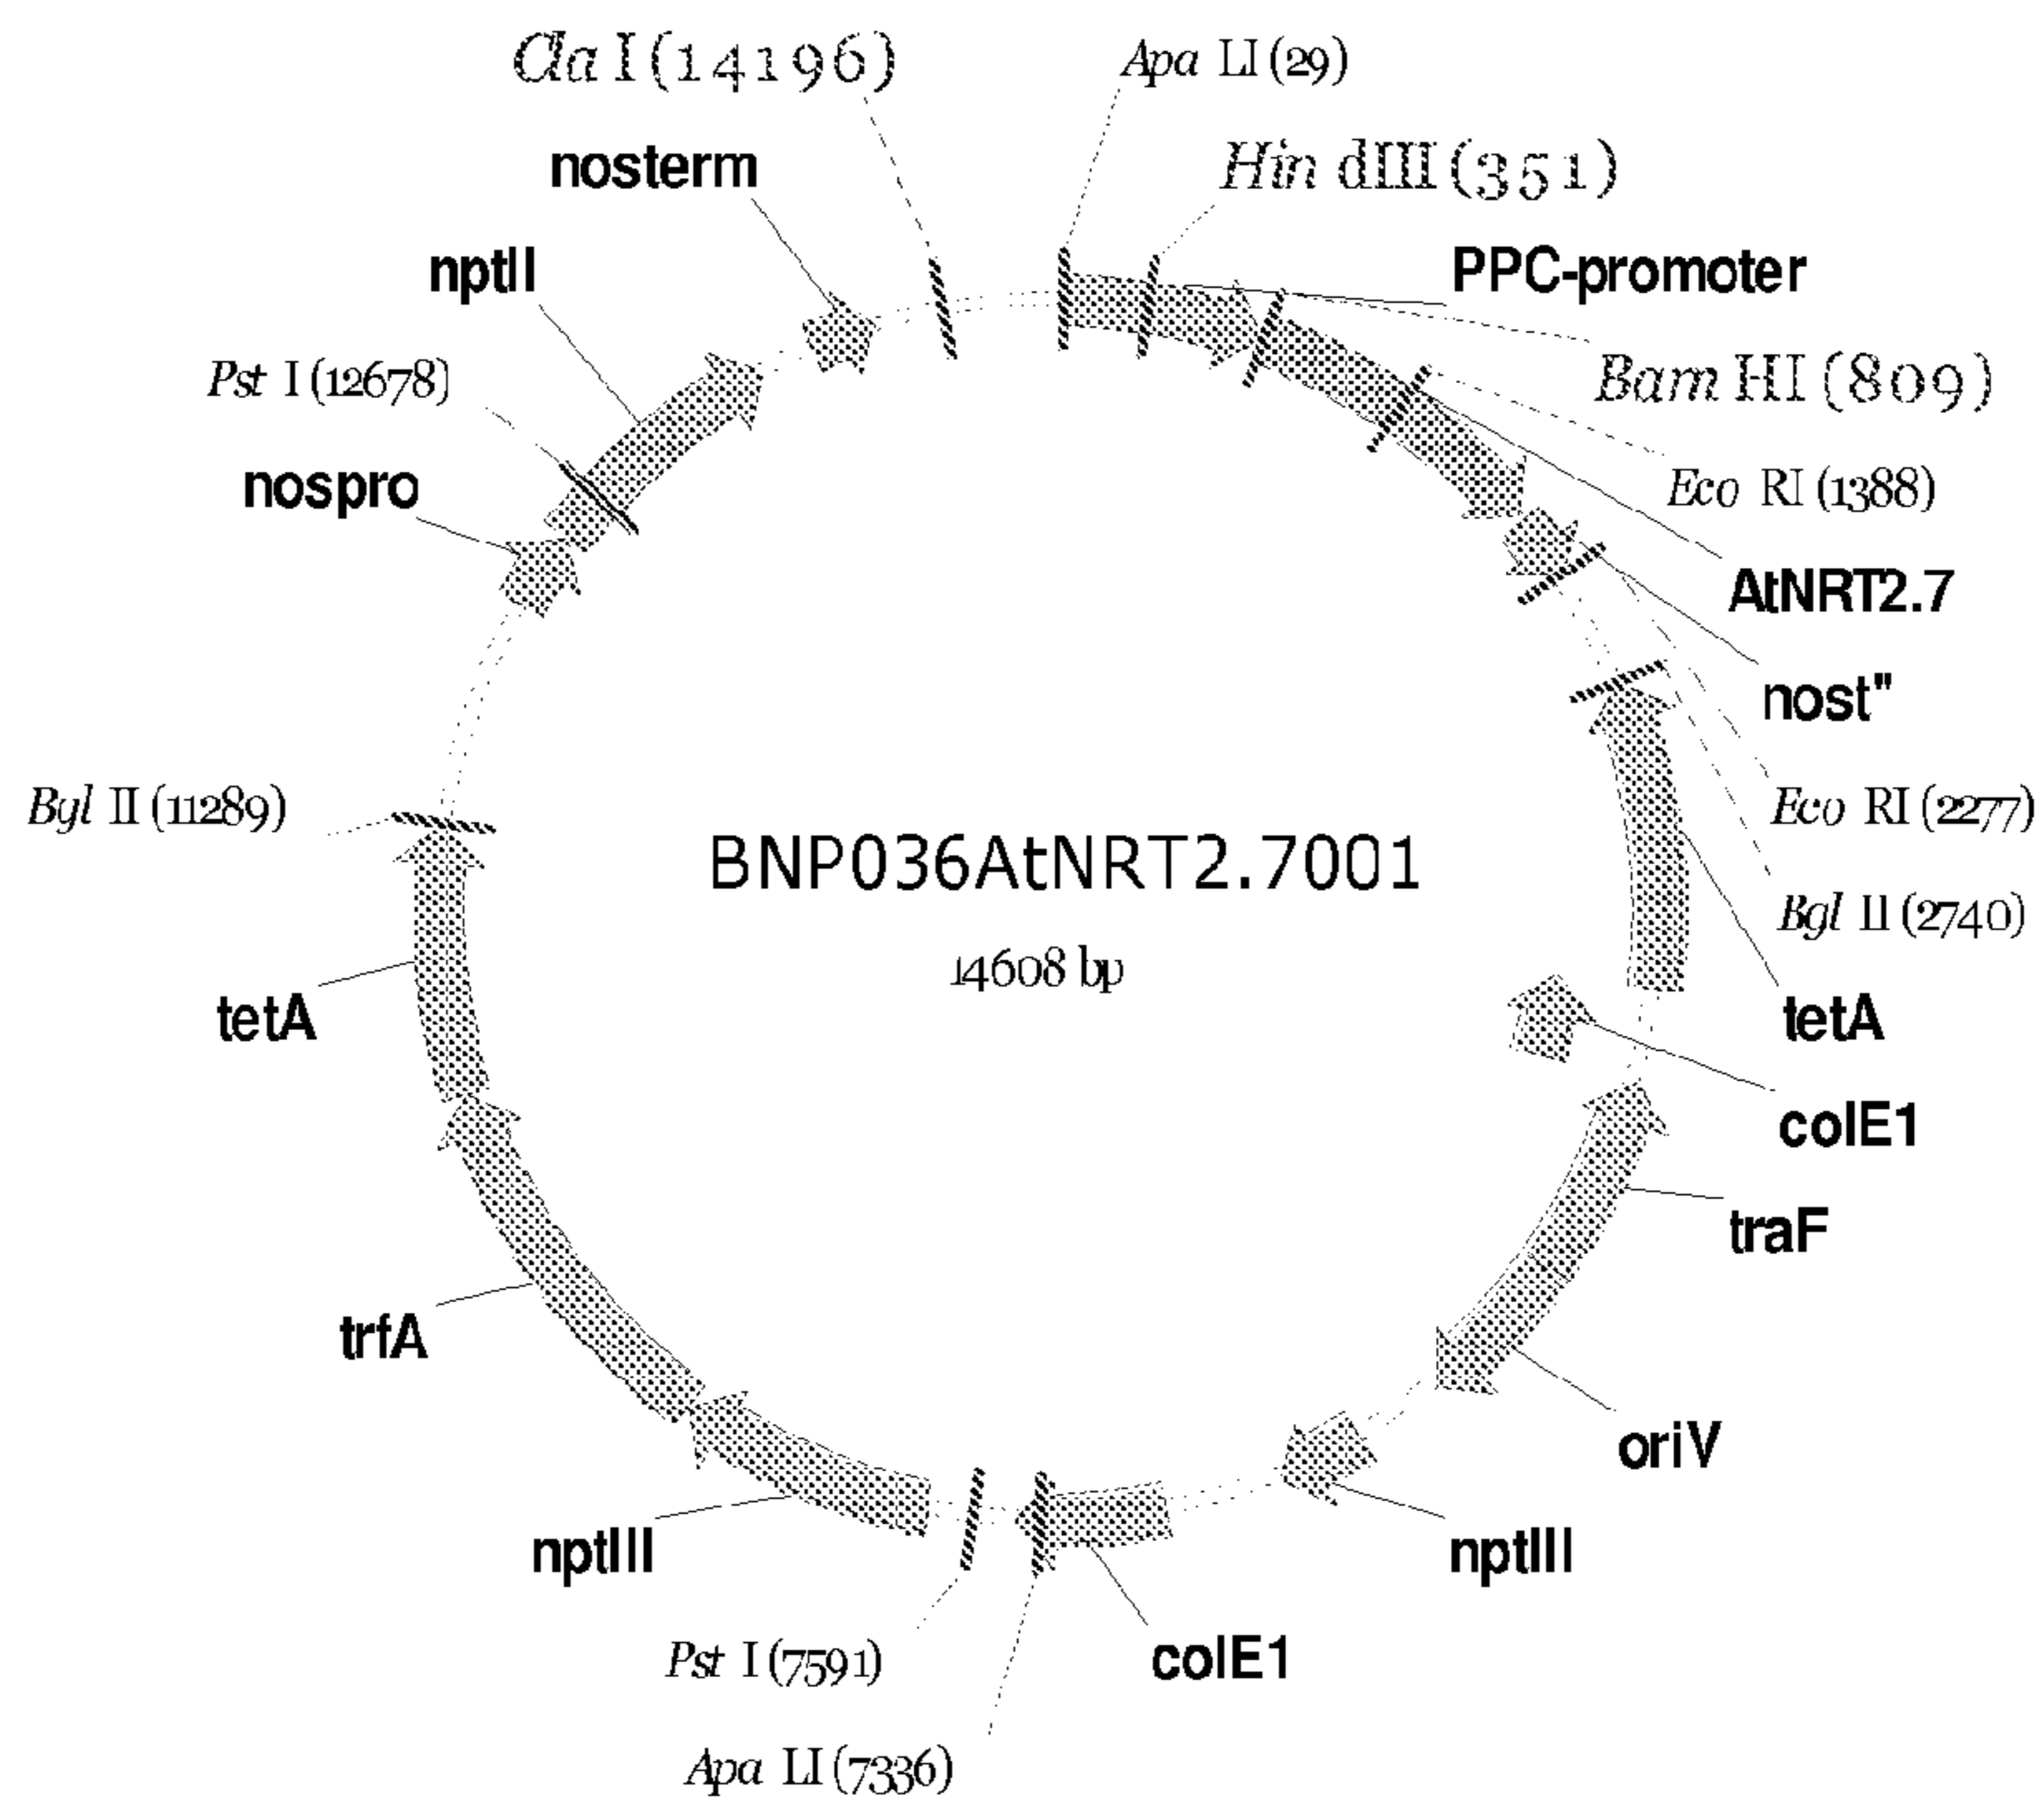 Cla I (14196)
Apa LI (29)
nosterm
Hin dIII (351)
nptII
PPC-promoter
Pst I (12678)
Bam HI (809)
nospro
Eco RI (1388)
AtNRT2.7
nost"
Bgl II (11289)
Eco RI (2277)
BNP036AtNRT2.7001
14608 bp
Bgl II (2740)
tetA
tetA
colE1
traF
trfA
oriV
nptIII
nptIII
Pst I (7591)
colE1
Apa LI (7336)